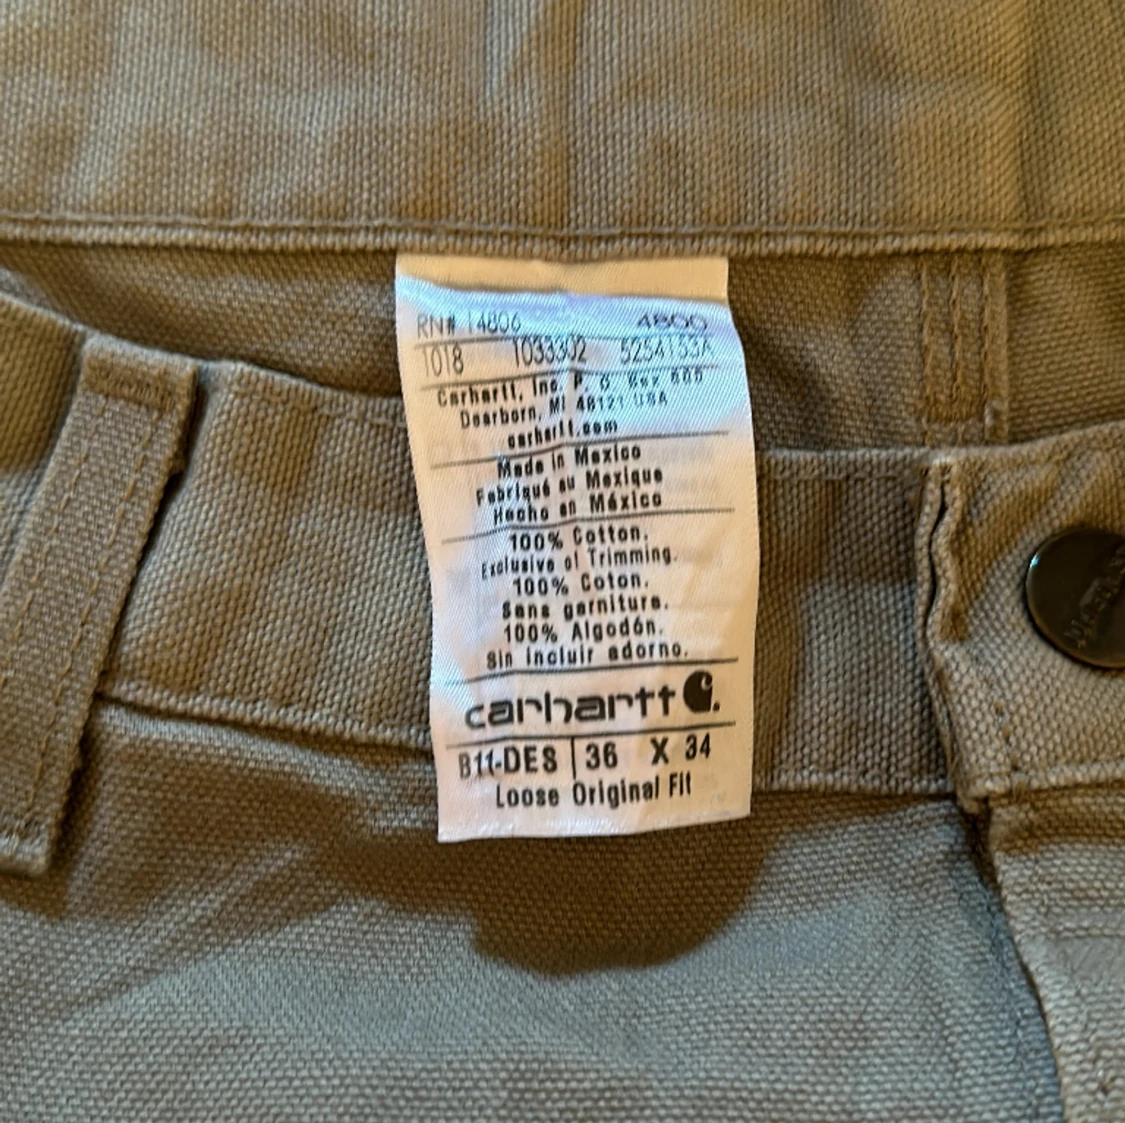 RN# 14806 4800
1018 1033302 5254153A
Carhartt, Inc. P. O. Box 600
Dearborn, MI 48121 USA
carhartt.com
Made in Mexico
Fabriqué au Mexique
Hecho en México
100% Cotton.
Exclusive of Trimming.
100% Coton.
Sans garniture.
100% Algodón.
Sin incluir adorno.
carhartt
B11-DES 36 X 34
Loose Original Fit